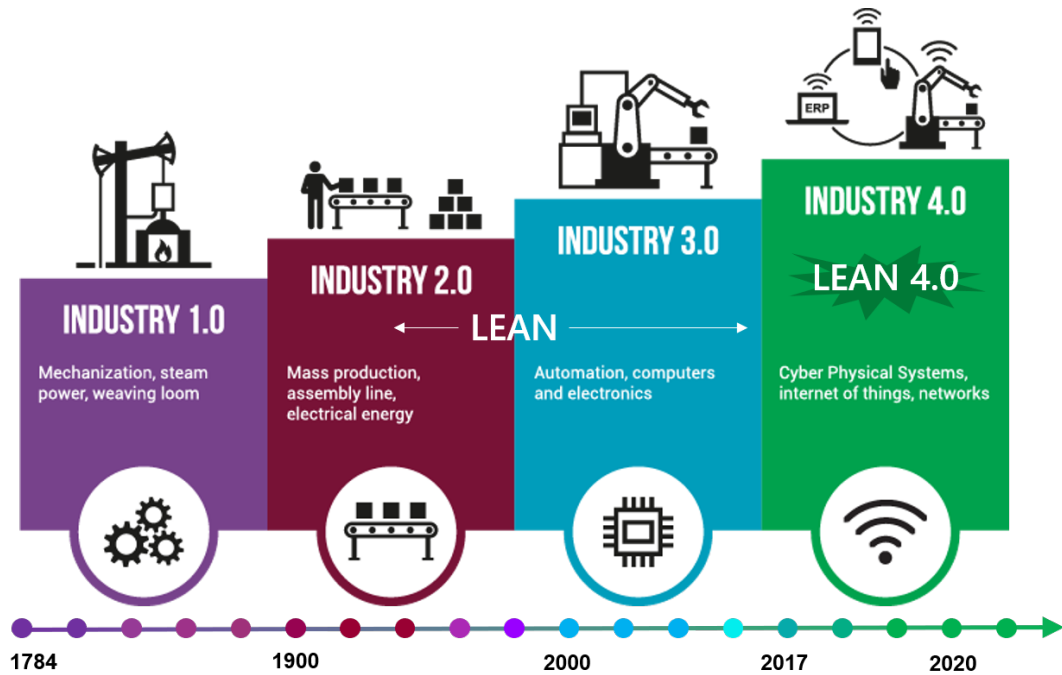 ERP
INDUSTRY 1.0
Mechanization, steam
power, weaving loom
INDUSTRY 2.0
Mass production,
assembly line,
electrical energy
LEAN
INDUSTRY 3.0
Automation, computers
and electronics
INDUSTRY 4.0
LEAN 4.0
Cyber Physical Systems,
internet of things, networks
1784
1900
2000
2017
2020